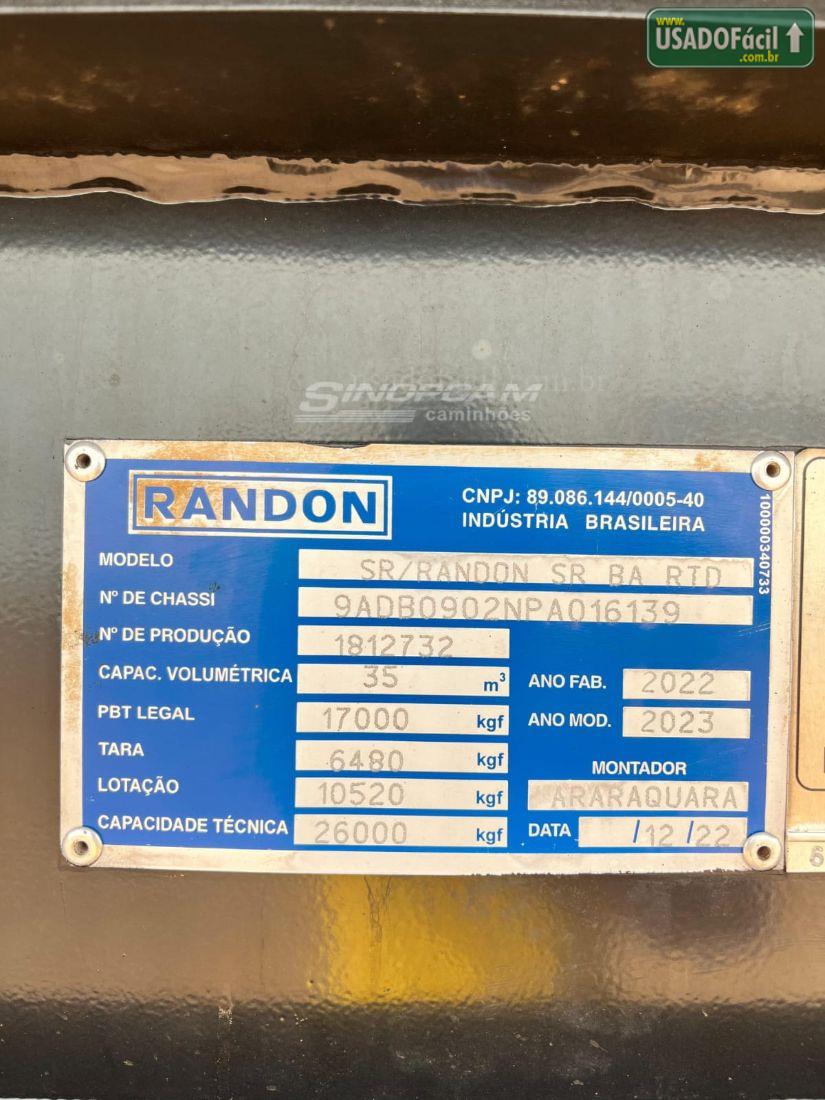 www.
USADOFácil
.com.br
SINOPCAM
caminhões
RANDON
CNPJ: 89.086.144/0005-40
INDÚSTRIA BRASILEIRA
100000340733
MODELO SR/RANDON SR BA RTD
Nº DE CHASSI 9ADB0902NPA016139
Nº DE PRODUÇÃO 1812732
CAPAC. VOLUMÉTRICA 35 m³ ANO FAB. 2022
PBT LEGAL 17000 kgf ANO MOD. 2023
TARA 6480 kgf
MONTADOR
LOTAÇÃO 10520 kgf ARARAQUARA
CAPACIDADE TÉCNICA 26000 kgf DATA /12/22
6